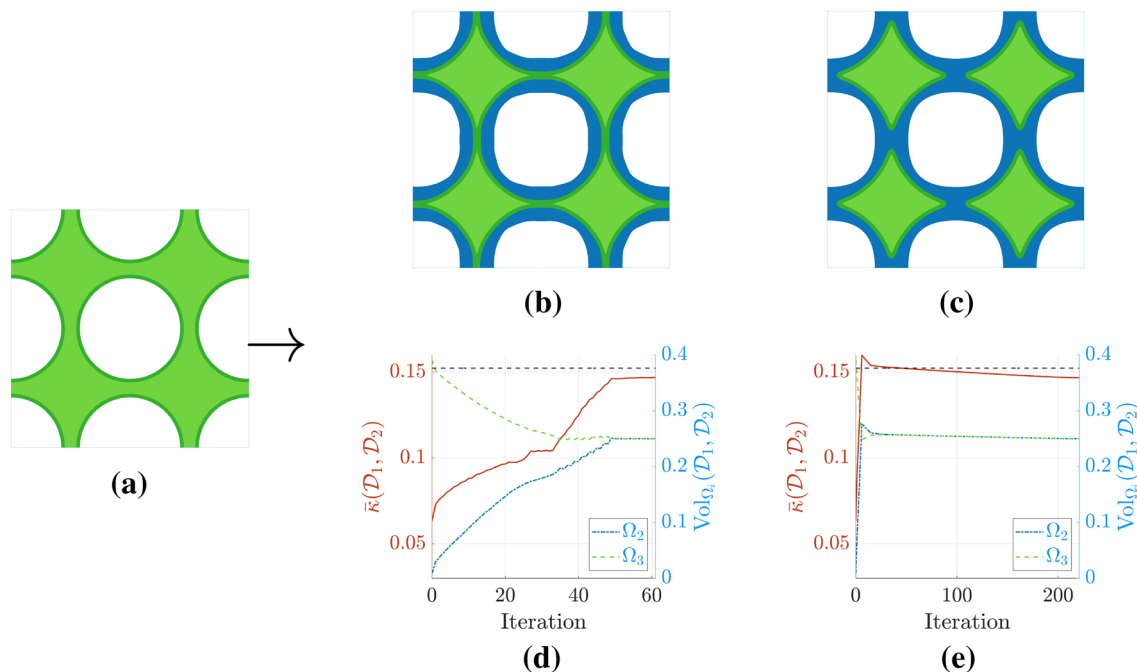 (a)
(b)
(c)
κ̄(D₁, D₂)
0.15
0.1
0.05
0
20
40
60
Iteration
0.4
0.3
0.2
0.1
0
Vol_Ωᵢ(D₁, D₂)
Ω₂
Ω₃
(d)
κ̄(D₁, D₂)
0.15
0.1
0.05
0
100
200
Iteration
0.4
0.3
0.2
0.1
0
Vol_Ωᵢ(D₁, D₂)
Ω₂
Ω₃
(e)